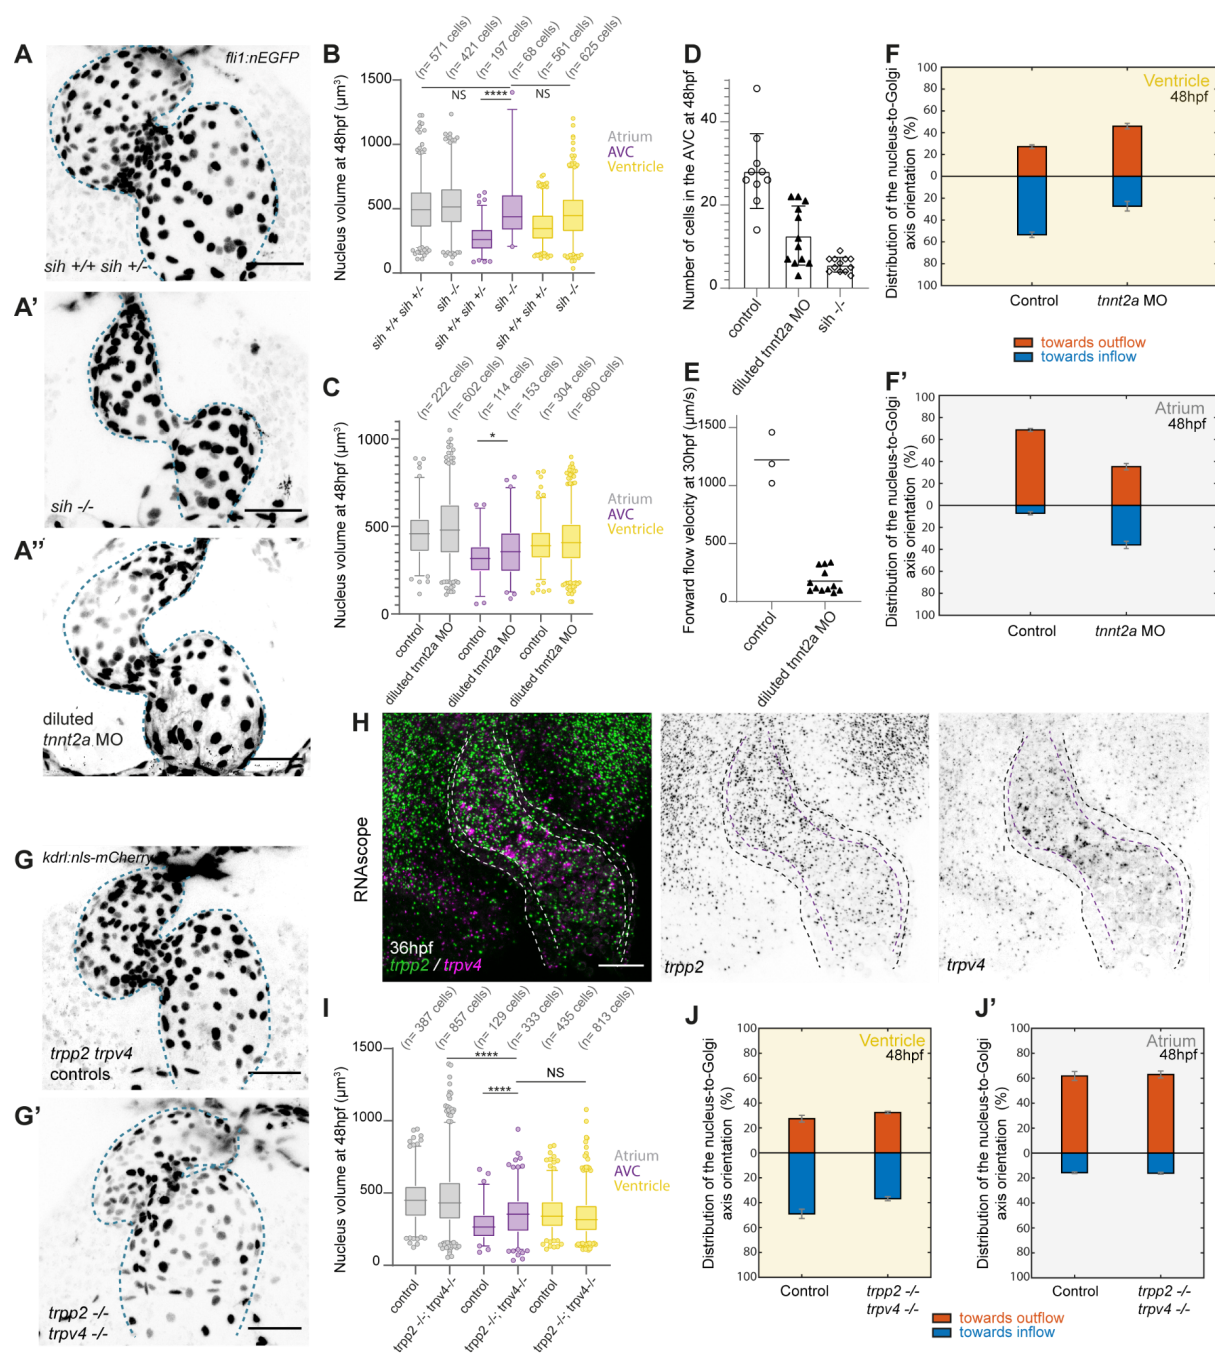 A
fli1:nEGFP
sih +/+ sih +/-
A'
sih -/-
A''
diluted
tnnt2a MO
B
(n= 571 cells)
(n= 421 cells)
(n= 197 cells)
(n= 68 cells)
(n= 561 cells)
(n= 625 cells)
Nucleus volume at 48hpf (µm³)
1500
1000
500
0
NS
****
NS
Atrium
AVC
Ventricle
sih +/+ sih +/-
sih -/-
sih +/+ sih +/-
sih -/-
sih +/+ sih +/-
sih -/-
C
(n= 222 cells)
(n= 602 cells)
(n= 114 cells)
(n= 153 cells)
(n= 304 cells)
(n= 860 cells)
Nucleus volume at 48hpf (µm³)
1000
500
0
*
Atrium
AVC
Ventricle
control
diluted tnnt2a MO
control
diluted tnnt2a MO
control
diluted tnnt2a MO
D
Number of cells in the AVC at 48hpf
40
20
0
control
diluted tnnt2a MO
sih -/-
E
Forward flow velocity at 30hpf (µm/s)
1500
1000
500
0
control
diluted tnnt2a MO
F
Distribution of the nucleus-to-Golgi
axis orientation (%)
100
80
60
40
20
0
20
40
60
80
100
Ventricle
48hpf
Control
tnnt2a MO
towards outflow
towards inflow
F'
Distribution of the nucleus-to-Golgi
axis orientation (%)
100
80
60
40
20
0
20
40
60
80
100
Atrium
48hpf
Control
tnnt2a MO
G
kdrl:nls-mCherry
trpp2 trpv4
controls
G'
trpp2 -/-
trpv4 -/-
H
RNAscope
36hpf
trpp2 / trpv4
trpp2
trpv4
I
(n= 387 cells)
(n= 857 cells)
(n= 129 cells)
(n= 333 cells)
(n= 435 cells)
(n= 813 cells)
Nucleus volume at 48hpf (µm³)
1500
1000
500
0
****
****
NS
Atrium
AVC
Ventricle
control
trpp2 -/-; trpv4-/-
control
trpp2 -/-; trpv4-/-
control
trpp2 -/-; trpv4-/-
J
Distribution of the nucleus-to-Golgi
axis orientation (%)
100
80
60
40
20
0
20
40
60
80
100
Ventricle
48hpf
Control
trpp2 -/-
trpv4 -/-
J'
Distribution of the nucleus-to-Golgi
axis orientation (%)
100
80
60
40
20
0
20
40
60
80
100
Atrium
48hpf
Control
trpp2 -/-
trpv4 -/-
towards outflow
towards inflow